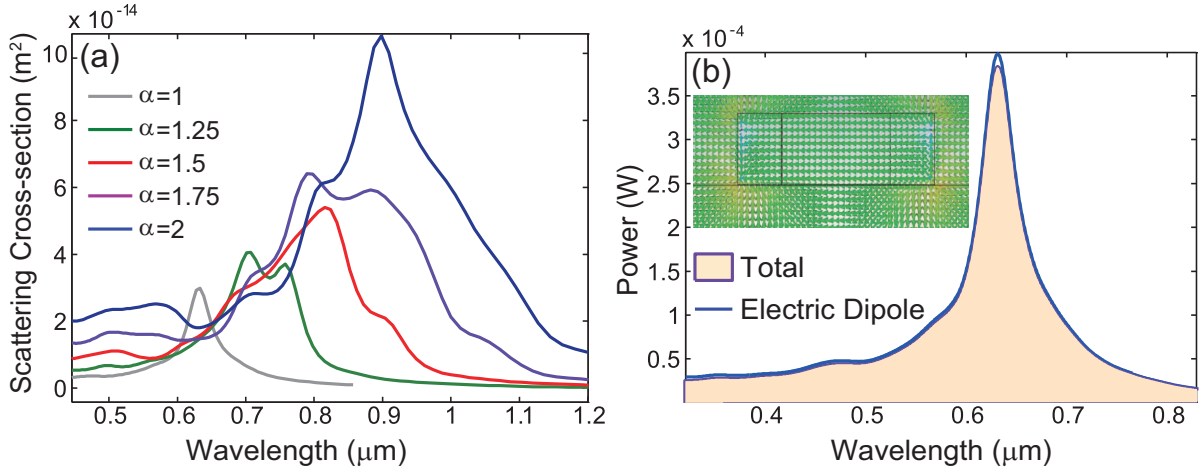 x 10 -14
(a)
Scattering Cross-section (m²)
10
8
6
4
2
0
α=1
α=1.25
α=1.5
α=1.75
α=2
0.5 0.6 0.7 0.8 0.9 1 1.1 1.2
Wavelength (μm)
x 10 -4
(b)
Power (W)
3.5
2.5
1.5
1
0.5
Total
Electric Dipole
0.4 0.5 0.6 0.7 0.8
Wavelength (μm)